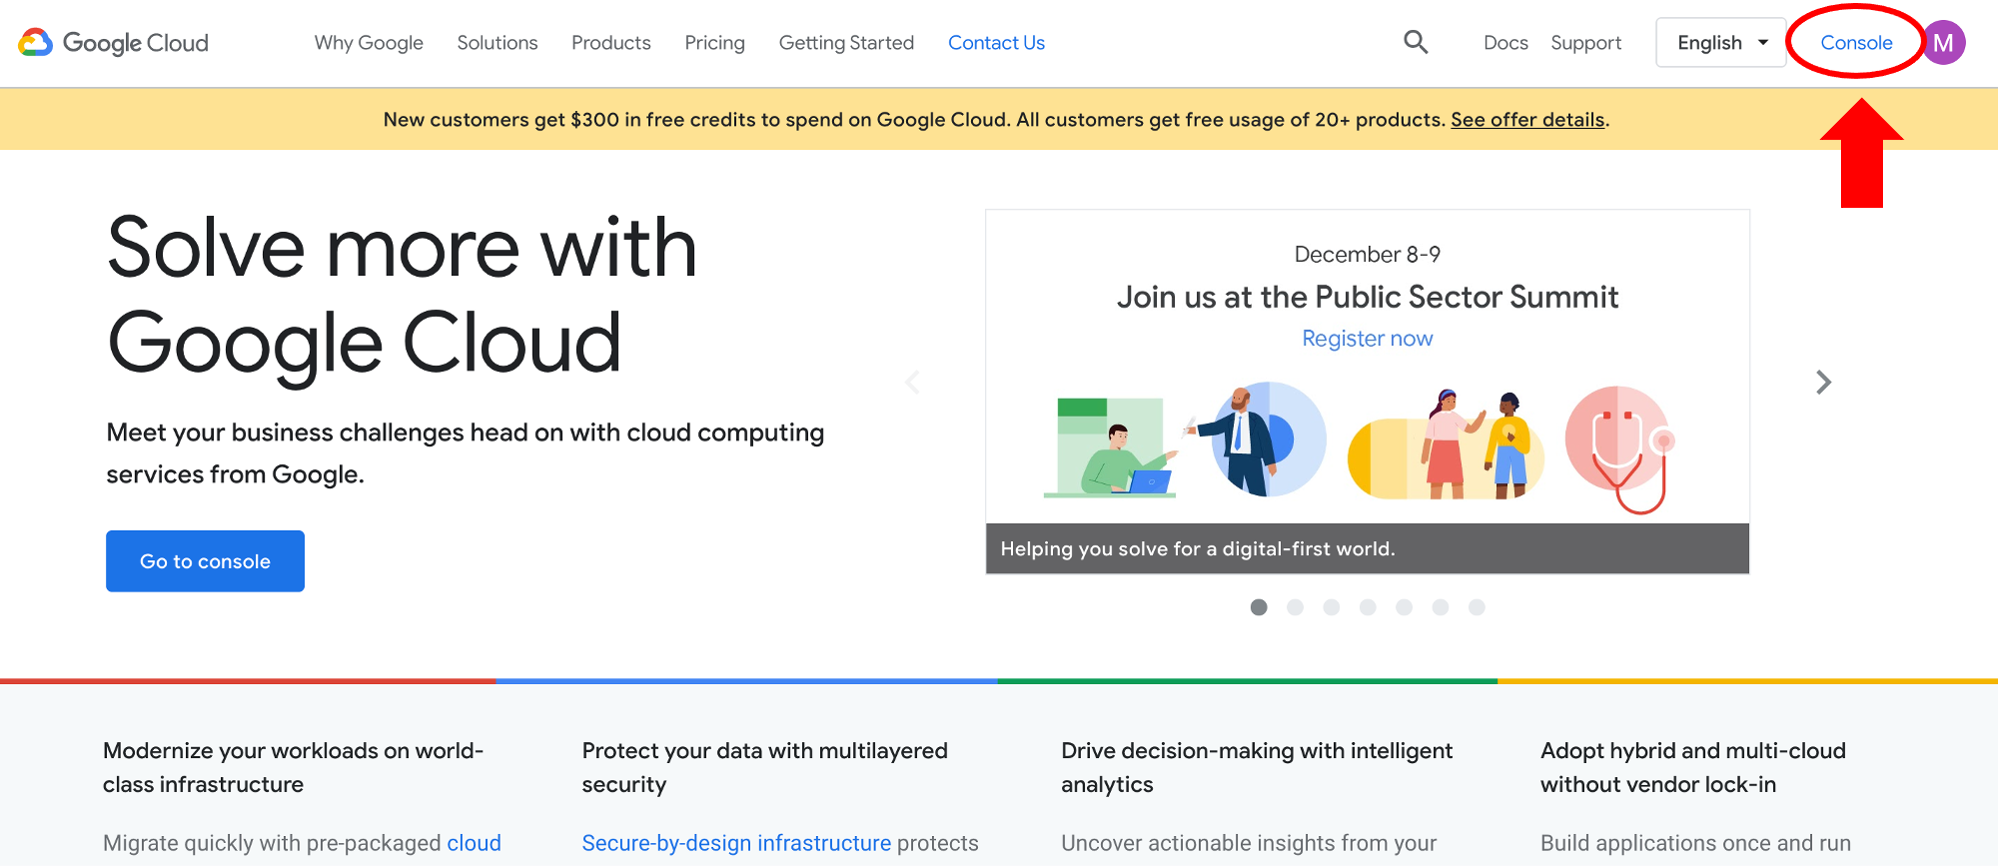 Google Cloud
Why Google
Solutions
Products
Pricing
Getting Started
Contact Us
Docs
Support
English
Console
M
New customers get $300 in free credits to spend on Google Cloud. All customers get free usage of 20+ products. See offer details.
Solve more with
Google Cloud
Meet your business challenges head on with cloud computing
services from Google.
Go to console
December 8-9
Join us at the Public Sector Summit
Register now
Helping you solve for a digital-first world.
Modernize your workloads on world-
class infrastructure
Migrate quickly with pre-packaged cloud
Protect your data with multilayered
security
Secure-by-design infrastructure protects
Drive decision-making with intelligent
analytics
Uncover actionable insights from your
Adopt hybrid and multi-cloud
without vendor lock-in
Build applications once and run